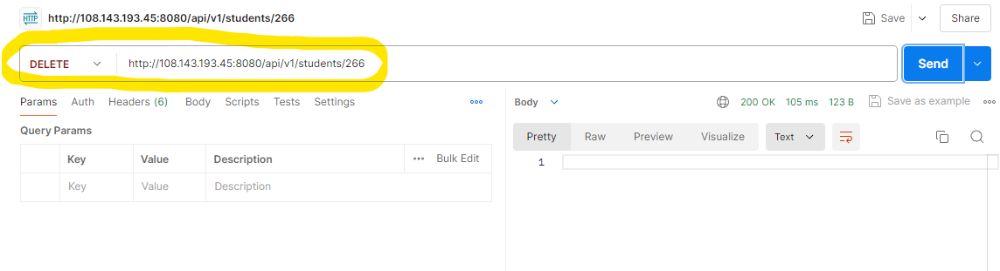 HTTP http://108.143.193.45:8080/api/v1/students/266 Save Share
DELETE http://108.143.193.45:8080/api/v1/students/266 Send
Params Auth Headers (6) Body Scripts Tests Settings
Body 200 OK 105 ms 123 B Save as example
Query Params
Pretty Raw Preview Visualize Text
Key Value Description Bulk Edit
Key Value Description
1